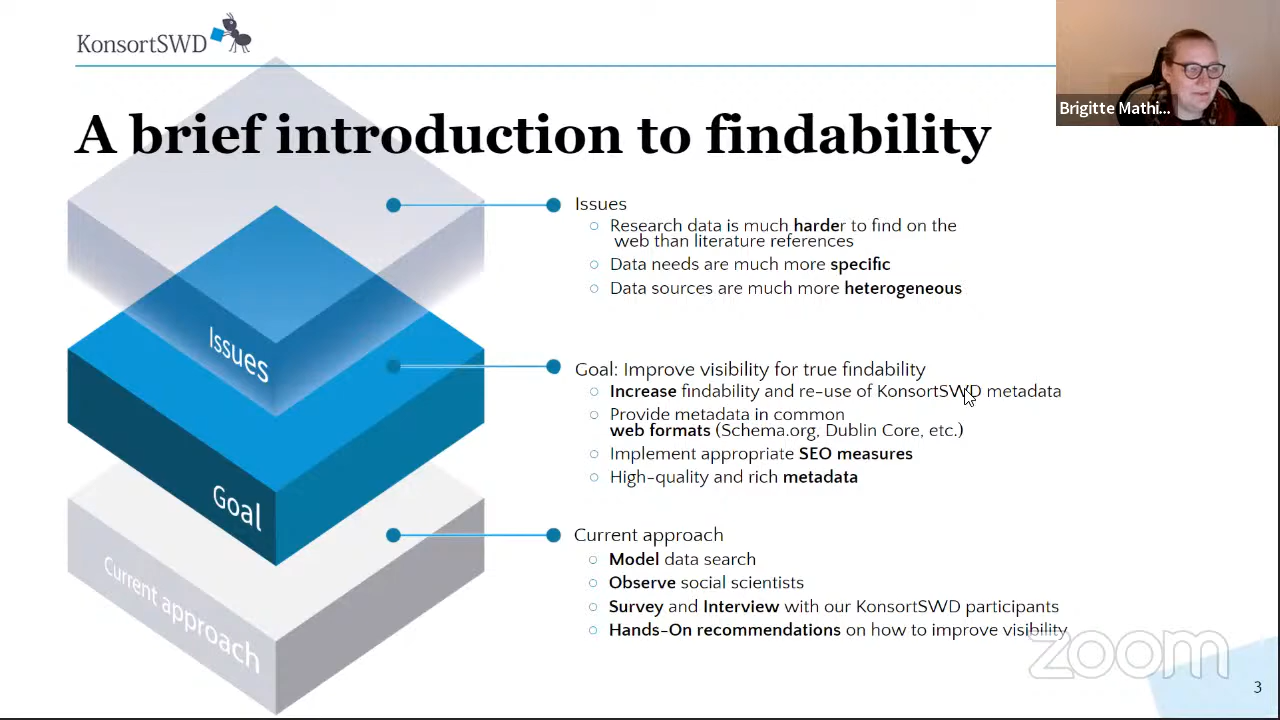 KonsortSWD
Brigitte Mathi...
A brief introduction to findability
Issues
Research data is much harder to find on the
web than literature references
Data needs are much more specific
Data sources are much more heterogeneous
Issues
Goal: Improve visibility for true findability
Increase findability and re-use of KonsortSWD metadata
Provide metadata in common
web formats (Schema.org, Dublin Core, etc.)
Implement appropriate SEO measures
High-quality and rich metadata
Goal
Current approach
Model data search
Observe social scientists
Survey and Interview with our KonsortSWD participants
Hands-On recommendations on how to improve visibility
Current approach
zoom
3